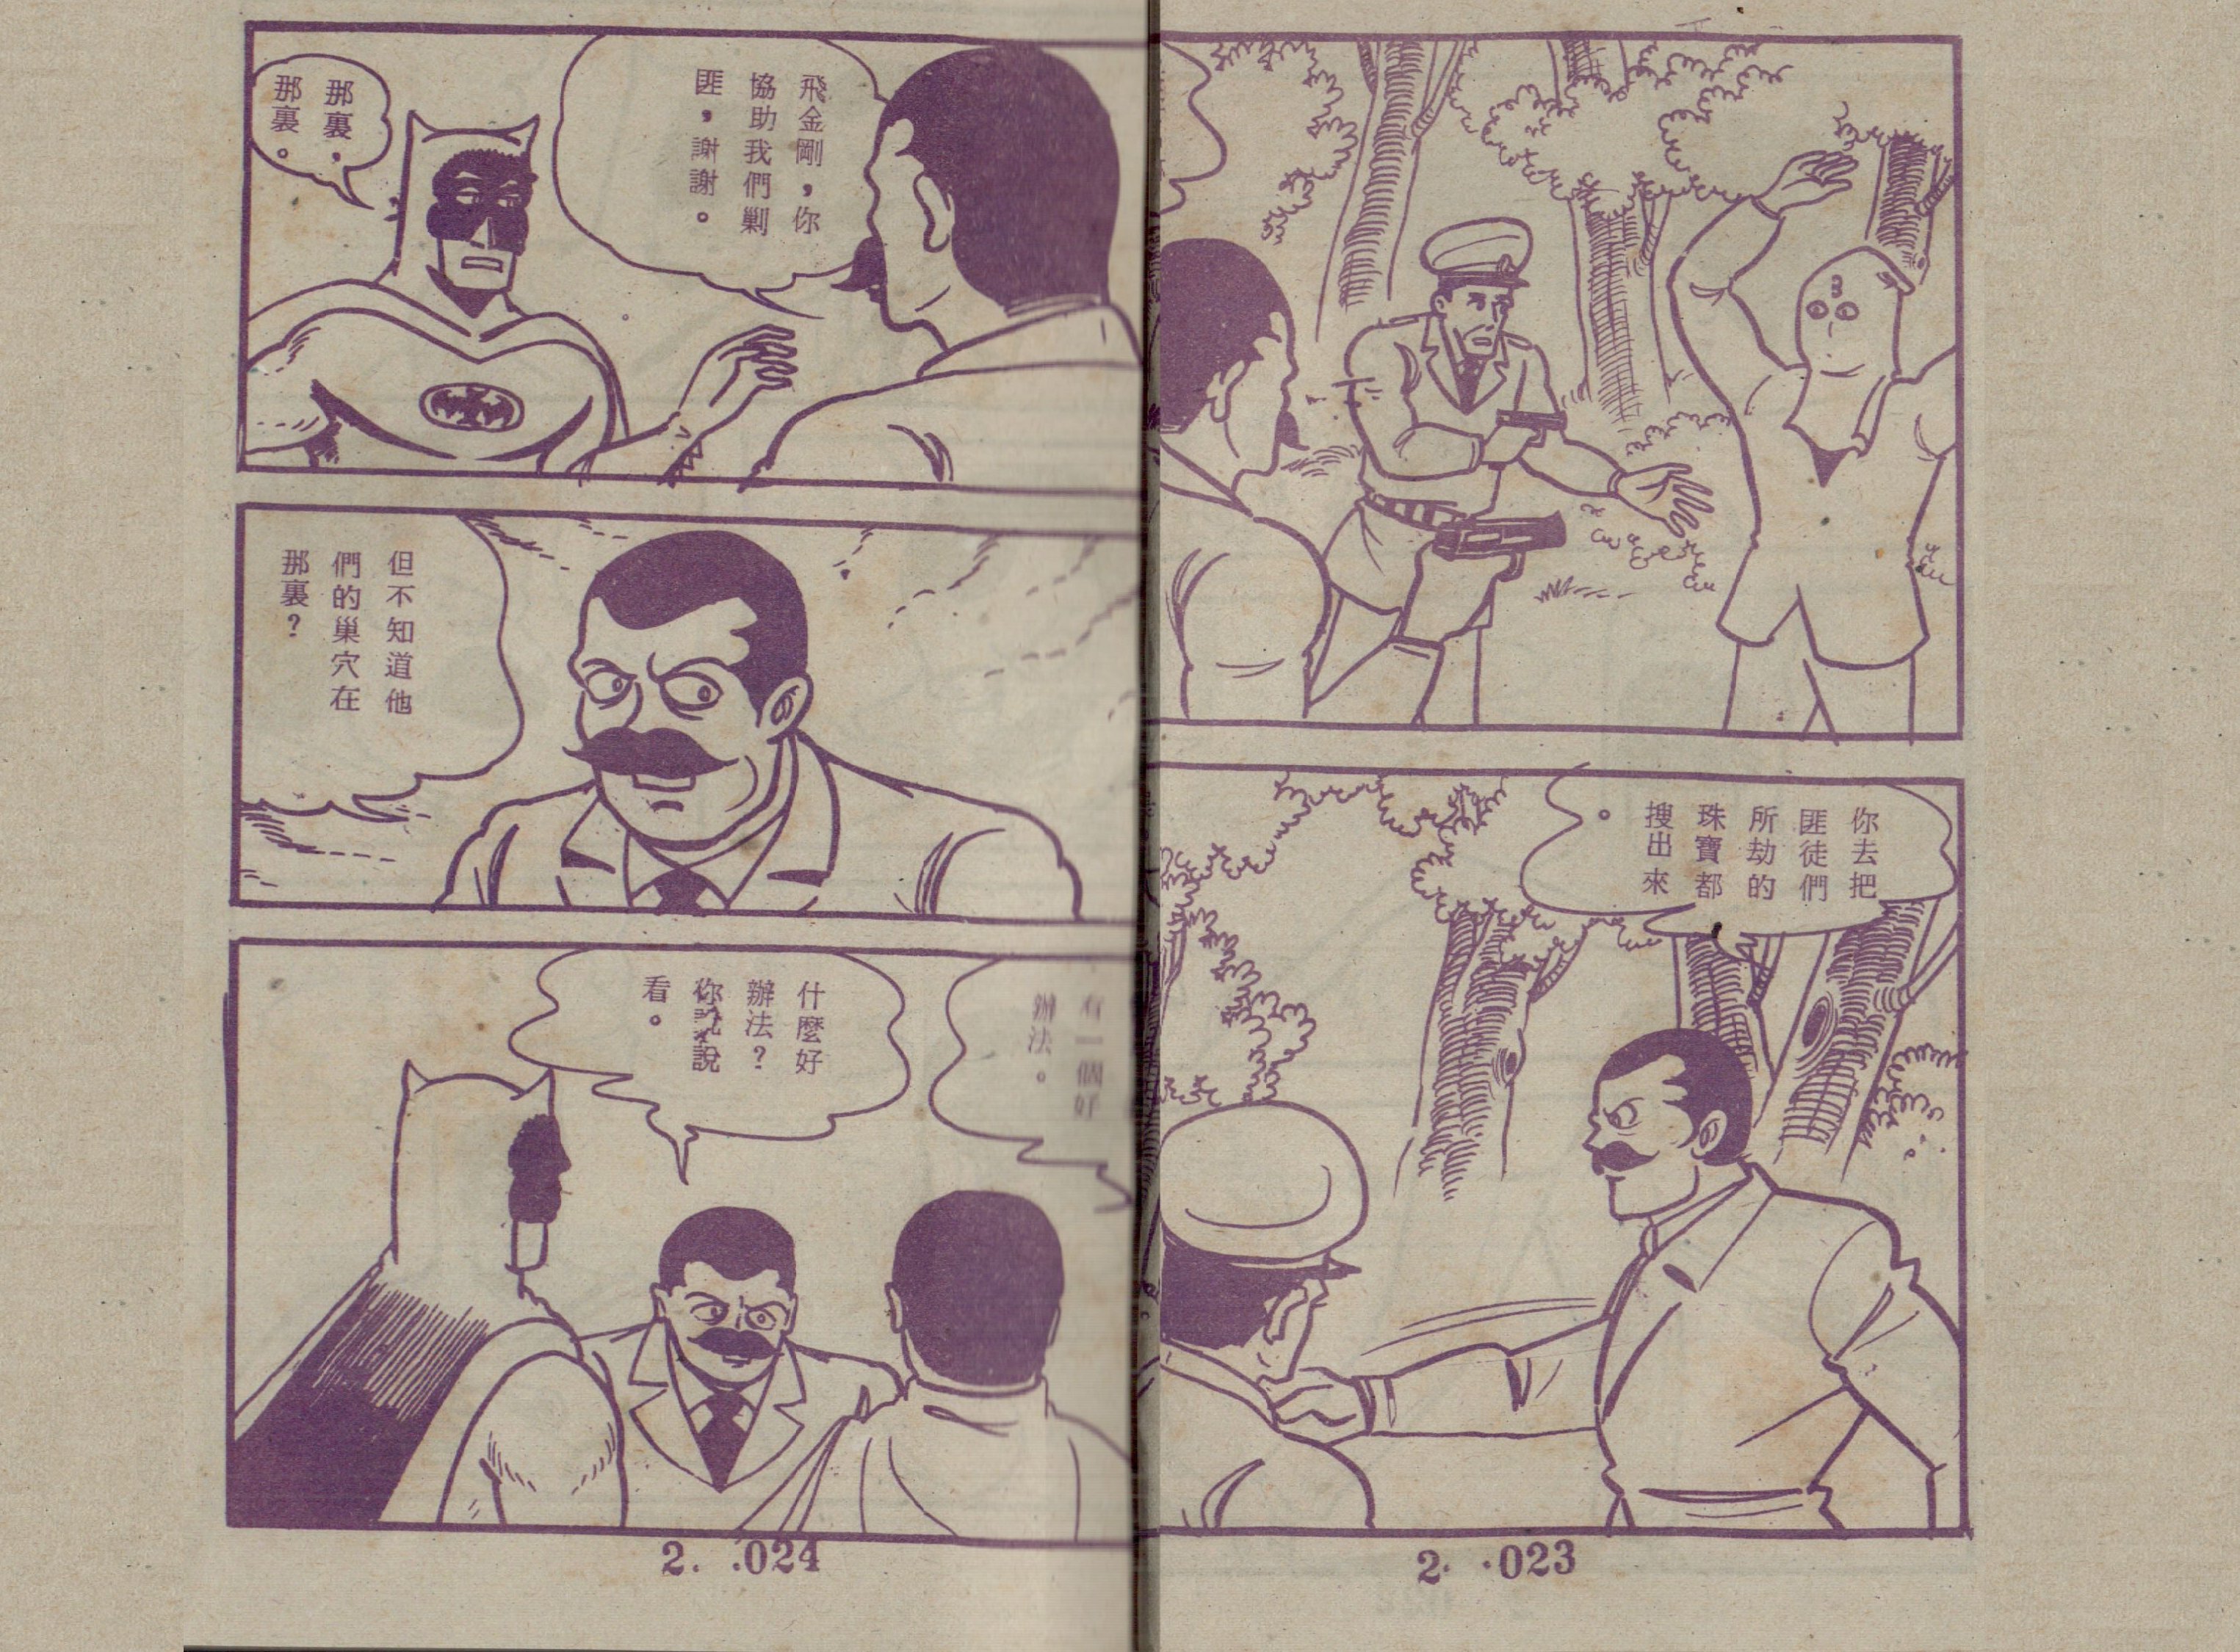 你去把
匪徒們
所劫的
珠寶都
搜出來
。
2. .023
飛金剛，你
協助我們剿
匪，謝謝。
那裏，
那裏。
但不知道他
們的巢穴在
那裏？
有一個好
辦法。
什麼好
辦法？
你說說
看。
2. .024